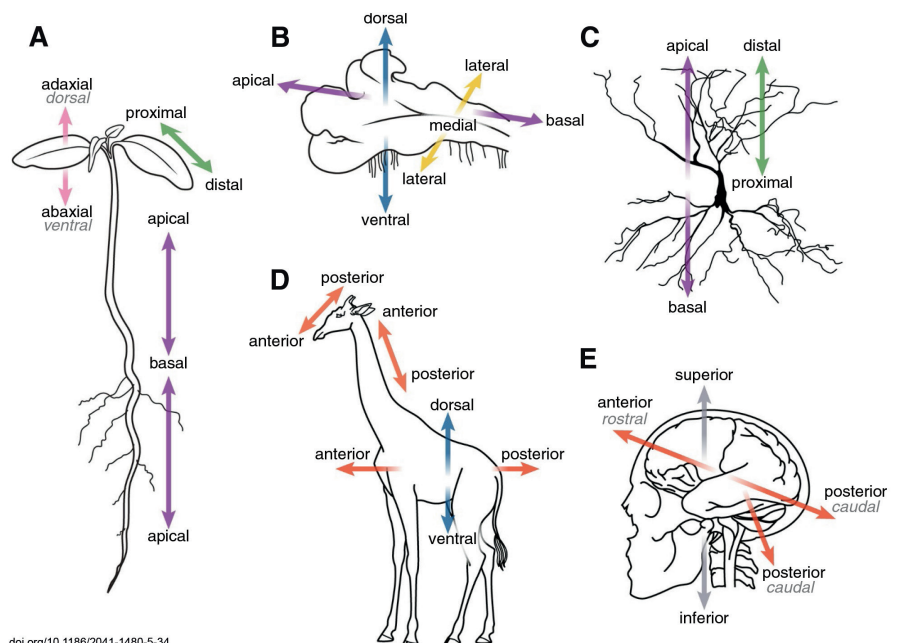 A
adaxial
dorsal
proximal
distal
abaxial
ventral
apical
basal
apical
B
dorsal
apical
lateral
medial
basal
lateral
ventral
C
apical
distal
proximal
basal
D
posterior
anterior
anterior
posterior
dorsal
anterior
posterior
ventral
E
superior
anterior
rostral
posterior
caudal
posterior
caudal
inferior
doi.org/10.1186/2041-1480-5-34